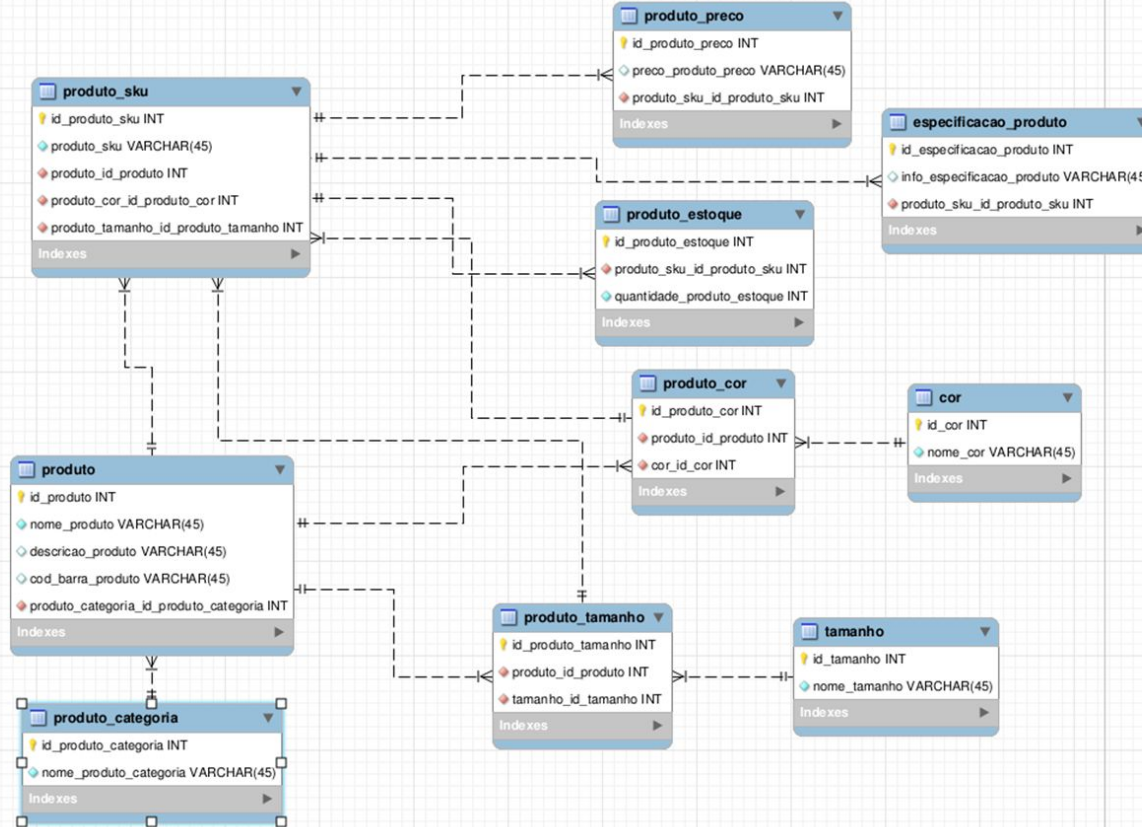 produto_preco
id_produto_preco INT
preco_produto_preco VARCHAR(45)
produto_sku_id_produto_sku INT
Indexes
produto_sku
id_produto_sku INT
produto_sku VARCHAR(45)
produto_id_produto INT
produto_cor_id_produto_cor INT
produto_tamanho_id_produto_tamanho INT
Indexes
especificacao_produto
id_especificacao_produto INT
info_especificacao_produto VARCHAR(45
produto_sku_id_produto_sku INT
Indexes
produto_estoque
id_produto_estoque INT
produto_sku_id_produto_sku INT
quantidade_produto_estoque INT
Indexes
produto_cor
id_produto_cor INT
produto_id_produto INT
cor_id_cor INT
Indexes
cor
id_cor INT
nome_cor VARCHAR(45)
Indexes
produto
id_produto INT
nome_produto VARCHAR(45)
descricao_produto VARCHAR(45)
cod_barra_produto VARCHAR(45)
produto_categoria_id_produto_categoria INT
Indexes
produto_tamanho
id_produto_tamanho INT
produto_id_produto INT
tamanho_id_tamanho INT
Indexes
tamanho
id_tamanho INT
nome_tamanho VARCHAR(45)
Indexes
produto_categoria
id_produto_categoria INT
nome_produto_categoria VARCHAR(45)
Indexes